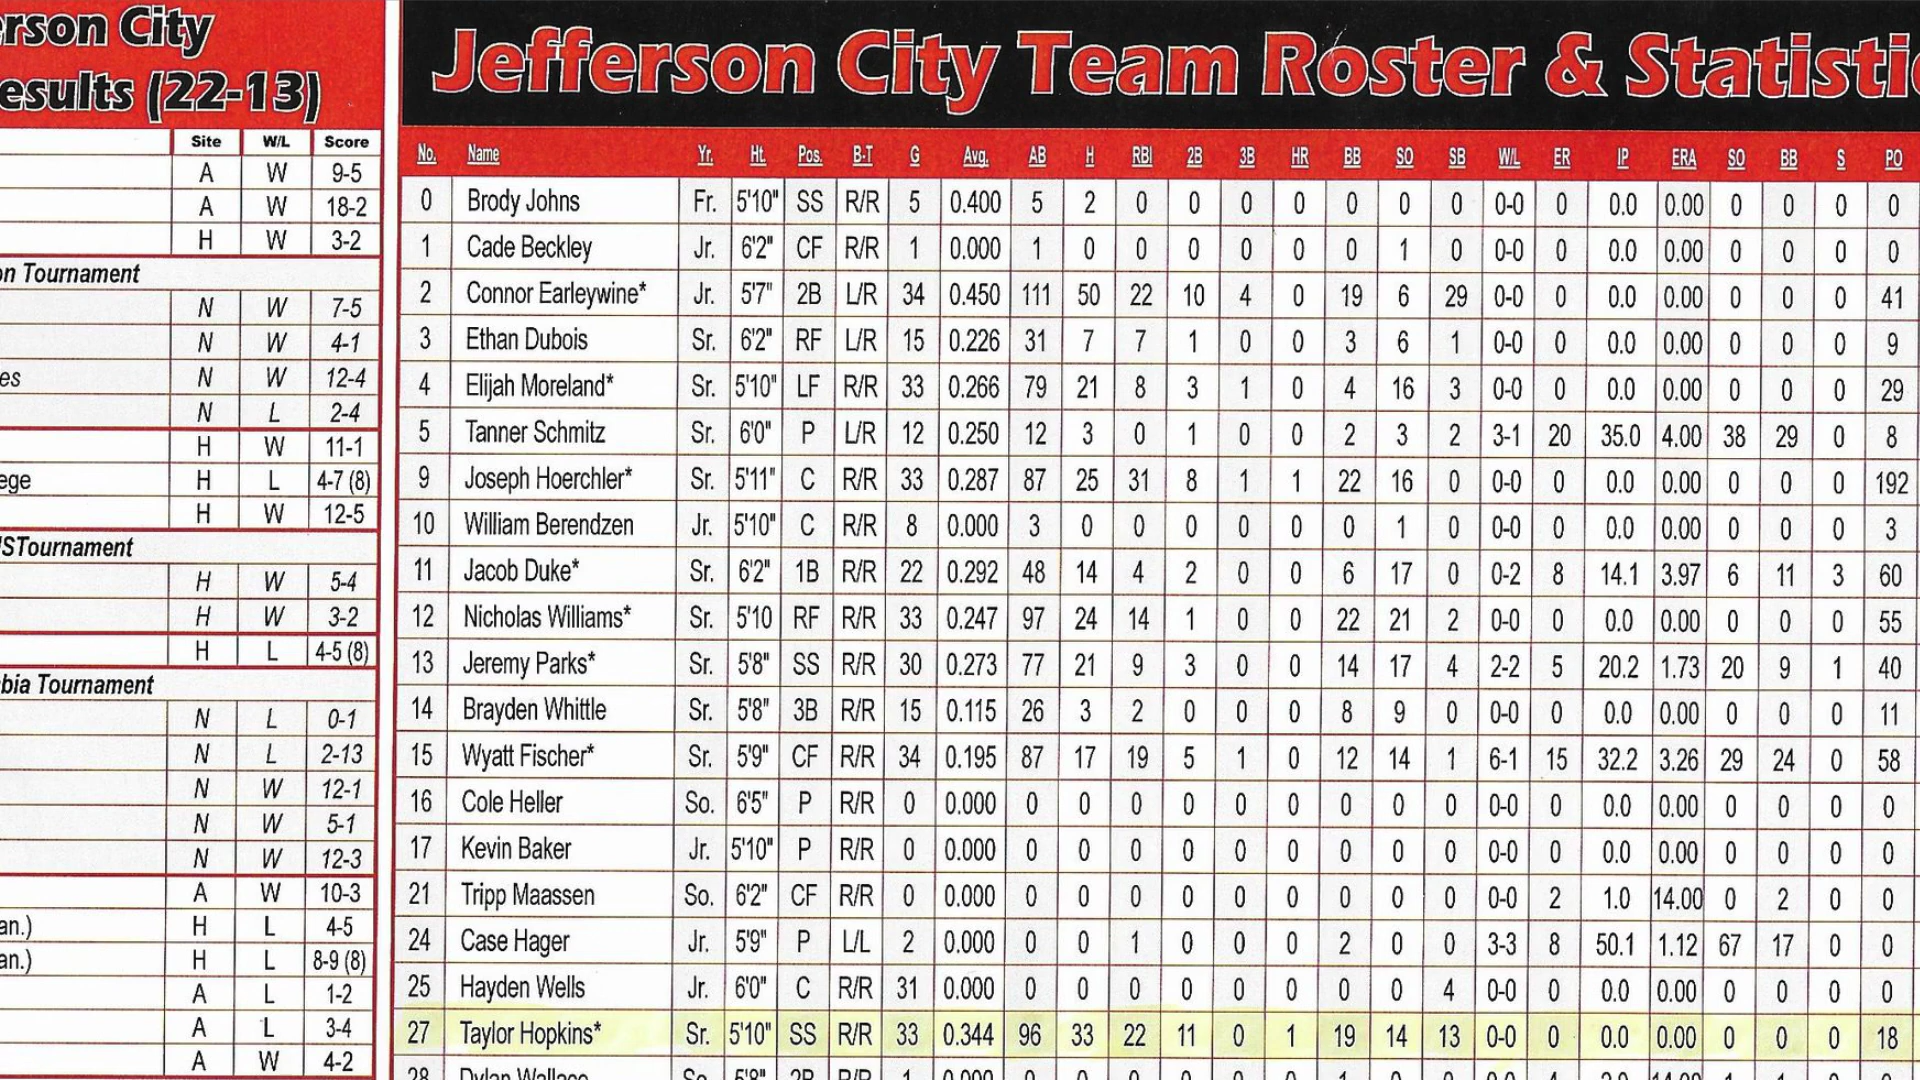 erson City
esults (22-13)
Site W/L Score
A W 9-5
A W 18-2
H W 3-2
on Tournament
N W 7-5
N W 4-1
es N W 12-4
N L 2-4
H W 11-1
ege H L 4-7 (8)
H W 12-5
STournament
H W 5-4
H W 3-2
H L 4-5 (8)
bia Tournament
N L 0-1
N L 2-13
N W 12-1
N W 5-1
N W 12-3
A W 10-3
an.) H L 4-5
an.) H L 8-9 (8)
A L 1-2
A L 3-4
A W 4-2
Jefferson City Team Roster & Statisti
No. Name Yr. Ht. Pos. B-T G Avg. AB H RBI 2B 3B HR BB SO SB W/L ER IP ERA SO BB S PO
0 Brody Johns Fr. 5'10" SS R/R 5 0.400 5 2 0 0 0 0 0 0 0 0-0 0 0.0 0.00 0 0 0 0
1 Cade Beckley Jr. 6'2" CF R/R 1 0.000 1 0 0 0 0 0 0 1 0 0-0 0 0.0 0.00 0 0 0 0
2 Connor Earleywine* Jr. 5'7" 2B L/R 34 0.450 111 50 22 10 4 0 19 6 29 0-0 0 0.0 0.00 0 0 0 41
3 Ethan Dubois Sr. 6'2" RF L/R 15 0.226 31 7 7 1 0 0 3 6 1 0-0 0 0.0 0.00 0 0 0 9
4 Elijah Moreland* Sr. 5'10" LF R/R 33 0.266 79 21 8 3 1 0 4 16 3 0-0 0 0.0 0.00 0 0 0 29
5 Tanner Schmitz Sr. 6'0" P L/R 12 0.250 12 3 0 1 0 0 2 3 2 3-1 20 35.0 4.00 38 29 0 8
9 Joseph Hoerchler* Sr. 5'11" C R/R 33 0.287 87 25 31 8 1 1 22 16 0 0-0 0 0.0 0.00 0 0 0 192
10 William Berendzen Jr. 5'10" C R/R 8 0.000 3 0 0 0 0 0 0 1 0 0-0 0 0.0 0.00 0 0 0 3
11 Jacob Duke* Sr. 6'2" 1B R/R 22 0.292 48 14 4 2 0 0 6 17 0 0-2 8 14.1 3.97 6 11 3 60
12 Nicholas Williams* Sr. 5'10 RF R/R 33 0.247 97 24 14 1 0 0 22 21 2 0-0 0 0.0 0.00 0 0 0 55
13 Jeremy Parks* Sr. 5'8" SS R/R 30 0.273 77 21 9 3 0 0 14 17 4 2-2 5 20.2 1.73 20 9 1 40
14 Brayden Whittle Sr. 5'8" 3B R/R 15 0.115 26 3 2 0 0 0 8 9 0 0-0 0 0.0 0.00 0 0 0 11
15 Wyatt Fischer* Sr. 5'9" CF R/R 34 0.195 87 17 19 5 1 0 12 14 1 6-1 15 32.2 3.26 29 24 0 58
16 Cole Heller So. 6'5" P R/R 0 0.000 0 0 0 0 0 0 0 0 0 0-0 0 0.0 0.00 0 0 0 0
17 Kevin Baker Jr. 5'10" P R/R 0 0.000 0 0 0 0 0 0 0 0 0 0-0 0 0.0 0.00 0 0 0 0
21 Tripp Maassen So. 6'2" CF R/R 0 0.000 0 0 0 0 0 0 0 0 0 0-0 2 1.0 14.00 0 2 0 0
24 Case Hager Jr. 5'9" P L/L 2 0.000 0 0 1 0 0 0 2 0 0 3-3 8 50.1 1.12 67 17 0 0
25 Hayden Wells Jr. 6'0" C R/R 31 0.000 0 0 0 0 0 0 0 0 4 0-0 0 0.0 0.00 0 0 0 0
27 Taylor Hopkins* Sr. 5'10" SS R/R 33 0.344 96 33 22 11 0 1 19 14 13 0-0 0 0.0 0.00 0 0 0 18
28 Dylan Wallace So. 5'8" 2B R/R 1 0.000